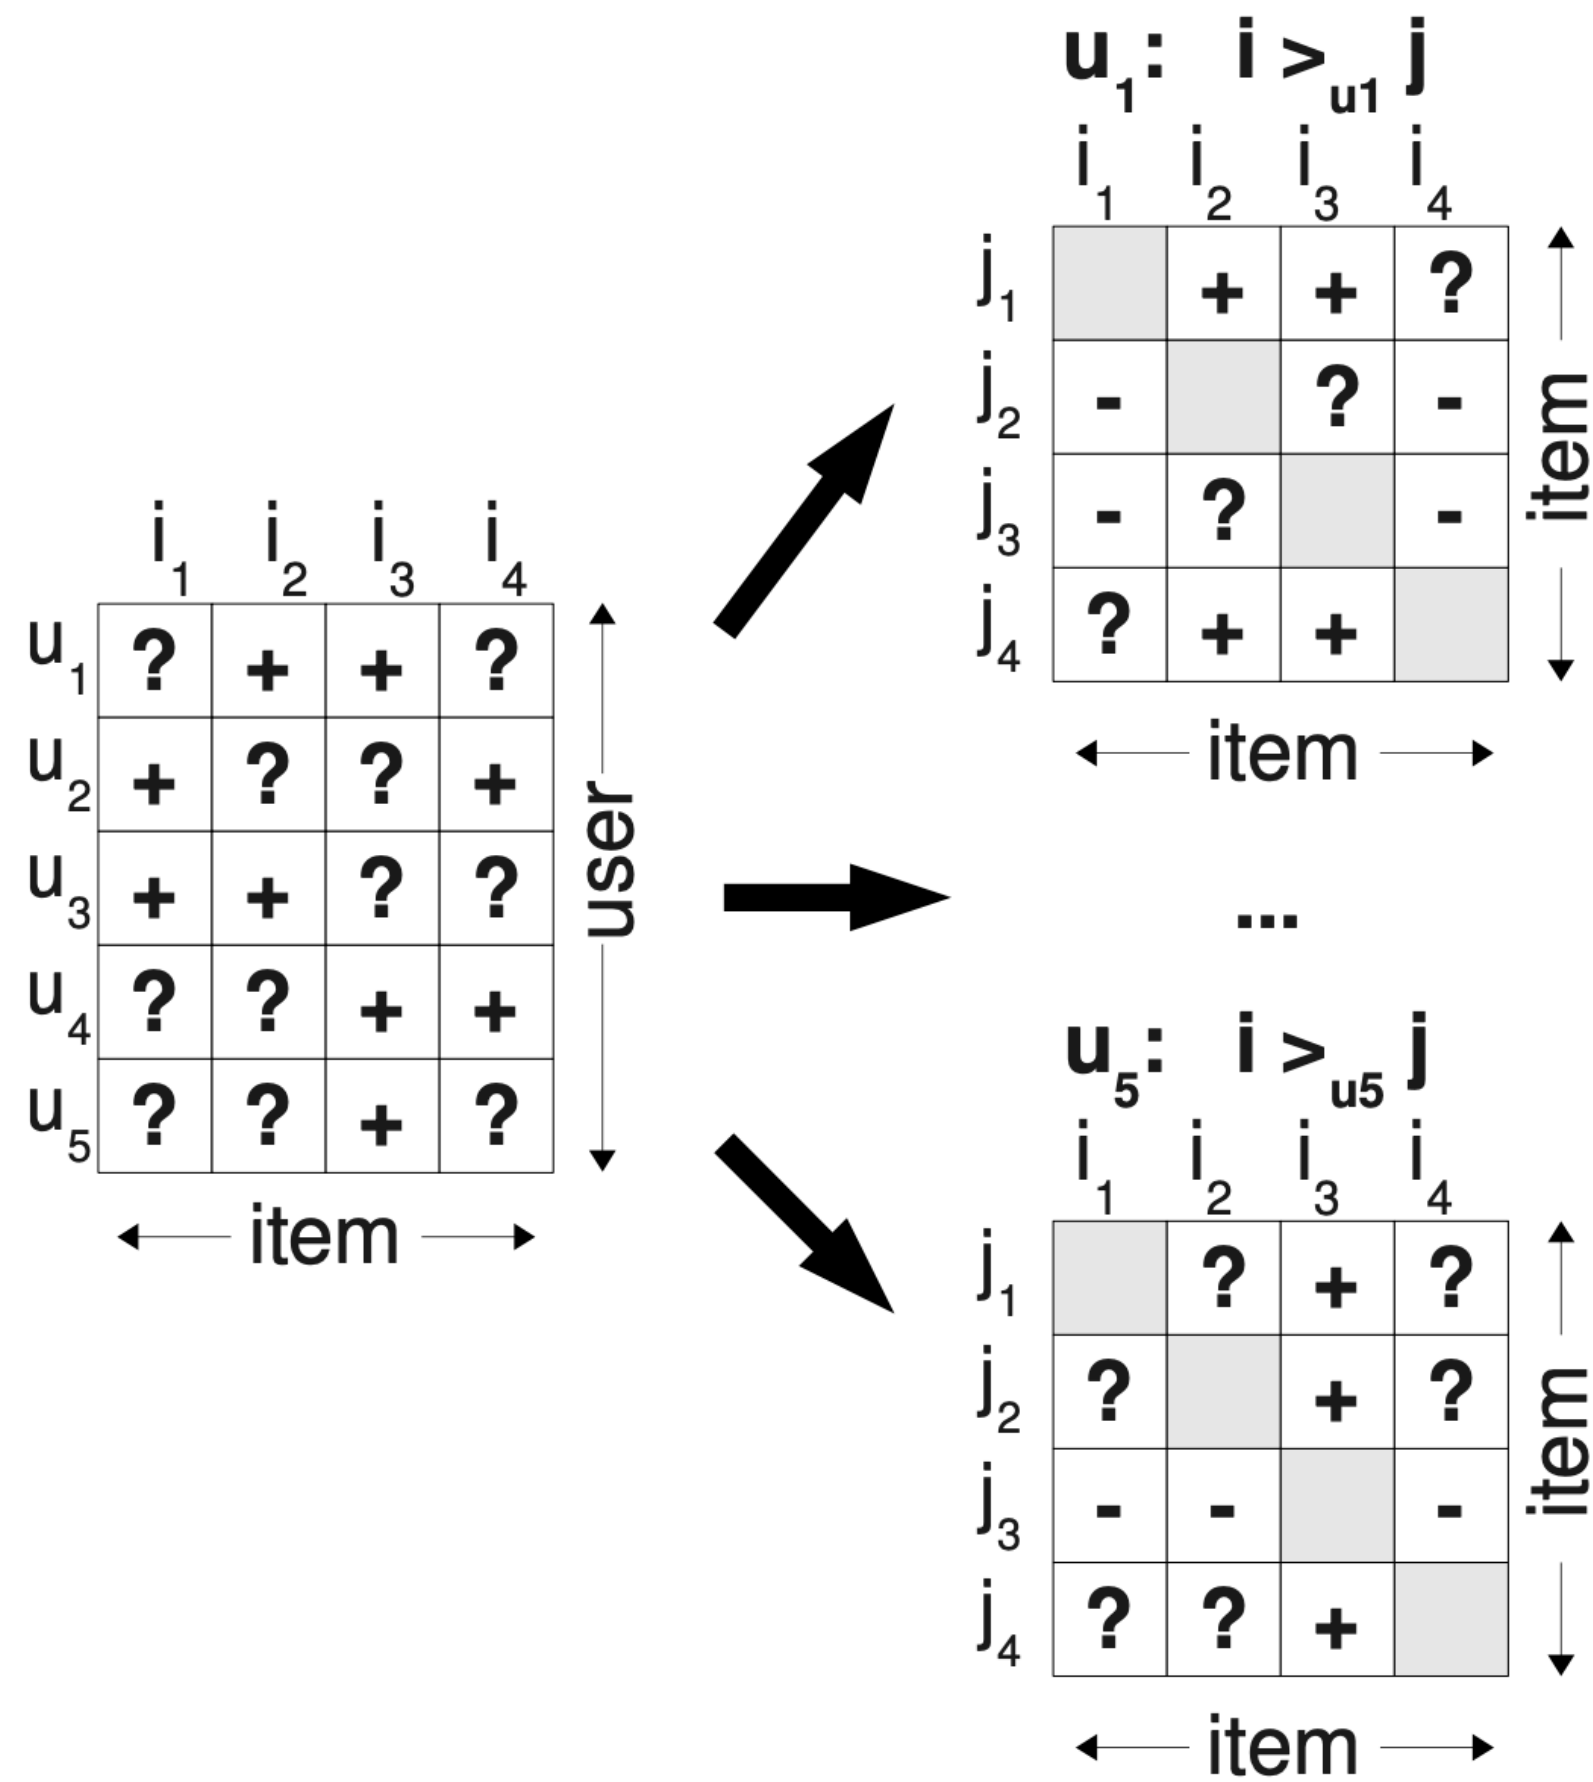 i1 i2 i3 i4
u1 ? + + ?
u2 + ? ? +
u3 + + ? ?
u4 ? ? + +
u5 ? ? + ?
user
item
u1: i >u1 j
i1 i2 i3 i4
j1 + + ?
j2 - ? -
j3 - ? -
j4 ? + +
item
item
...
u5: i >u5 j
i1 i2 i3 i4
j1 ? + ?
j2 ? + ?
j3 - - -
j4 ? ? +
item
item